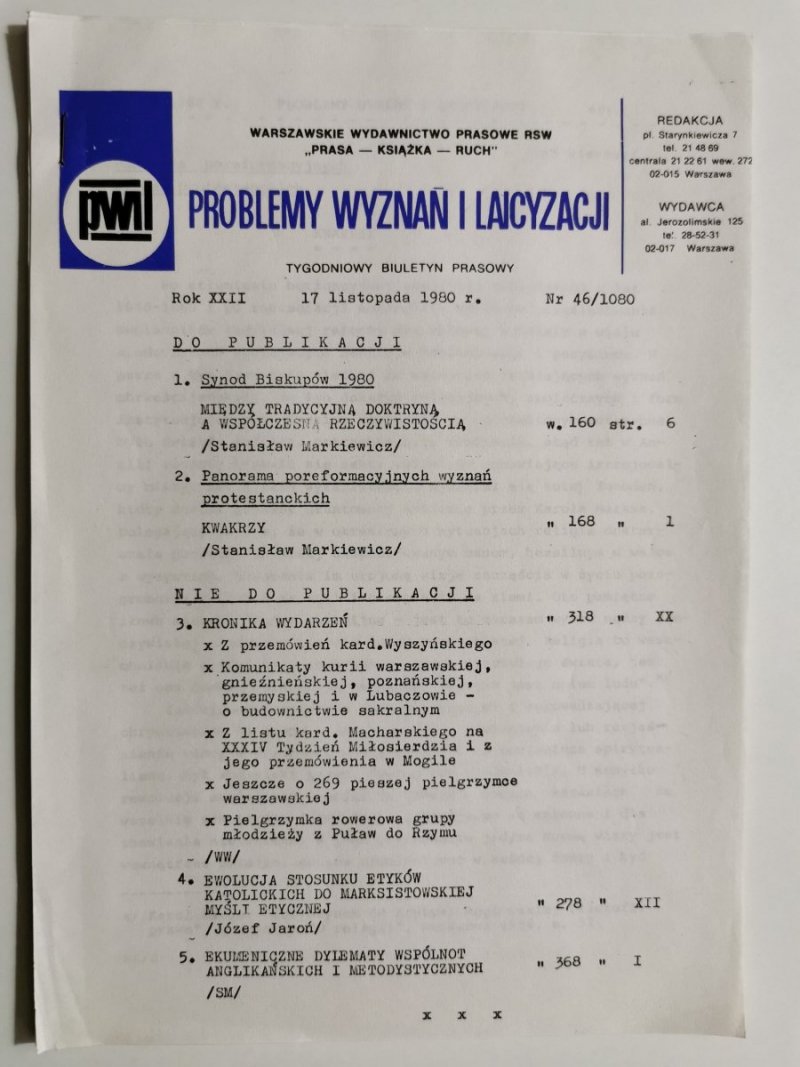 pwil
WARSZAWSKIE WYDAWNICTWO PRASOWE RSW
„PRASA — KSIĄŻKA — RUCH"
PROBLEMY WYZNAŃ I LAICYZACJI
TYGODNIOWY BIULETYN PRASOWY
REDAKCJA
pl. Starynkiewicza 7
tel. 21 48 69
centrala 21 22 61 wew. 272
02-015 Warszawa
WYDAWCA
al. Jerozolimskie 125
tel. 28-52-31
02-017 Warszawa
Rok XXII 17 listopada 1980 r. Nr 46/1080
DO PUBLIKACJI
1. Synod Biskupów 1980
MIĘDZY TRADYCYJNĄ DOKTRYNĄ
A WSPÓŁCZESNĄ RZECZYWISTOŚCIĄ w. 160 str. 6
/Stanisław Markiewicz/
2. Panorama poreformacyjnych wyznań
protestanckich
KWAKRZY " 168 " 1
/Stanisław Markiewicz/
NIE DO PUBLIKACJI
3. KRONIKA WYDARZEŃ " 318 " XX
x Z przemówień kard.Wyszyńskiego
x Komunikaty kurii warszawskiej,
gnieźnieńskiej, poznańskiej,
przemyskiej i w Lubaczowie –
o budownictwie sakralnym
x Z listu kard. Macharskiego na
XXXIV Tydzień Miłosierdzia i z
jego przemówienia w Mogile
x Jeszcze o 269 pieszej pielgrzymce
warszawskiej
x Pielgrzymka rowerowa grupy
młodzieży z Puław do Rzymu
/WW/
4. EWOLUCJA STOSUNKU ETYKÓW
KATOLICKICH DO MARKSISTOWSKIEJ
MYŚLI ETYCZNEJ " 278 " XII
/Józef Jaroń/
5. EKUMENICZNE DYLEMATY WSPÓLNOT
ANGLIKAŃSKICH I METODYSTYCZNYCH " 368 " I
/SM/
x x x